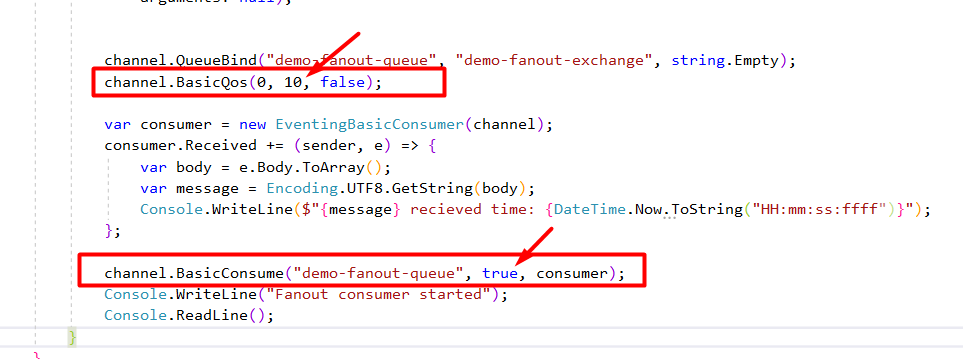 arguments: null);
channel.QueueBind("demo-fanout-queue", "demo-fanout-exchange", string.Empty);
channel.BasicQos(0, 10, false);
var consumer = new EventingBasicConsumer(channel);
consumer.Received += (sender, e) => {
var body = e.Body.ToArray();
var message = Encoding.UTF8.GetString(body);
Console.WriteLine($"{message} recieved time: {DateTime.Now.ToString("HH:mm:ss:ffff")}");
};
channel.BasicConsume("demo-fanout-queue", true, consumer);
Console.WriteLine("Fanout consumer started");
Console.ReadLine();
}
}